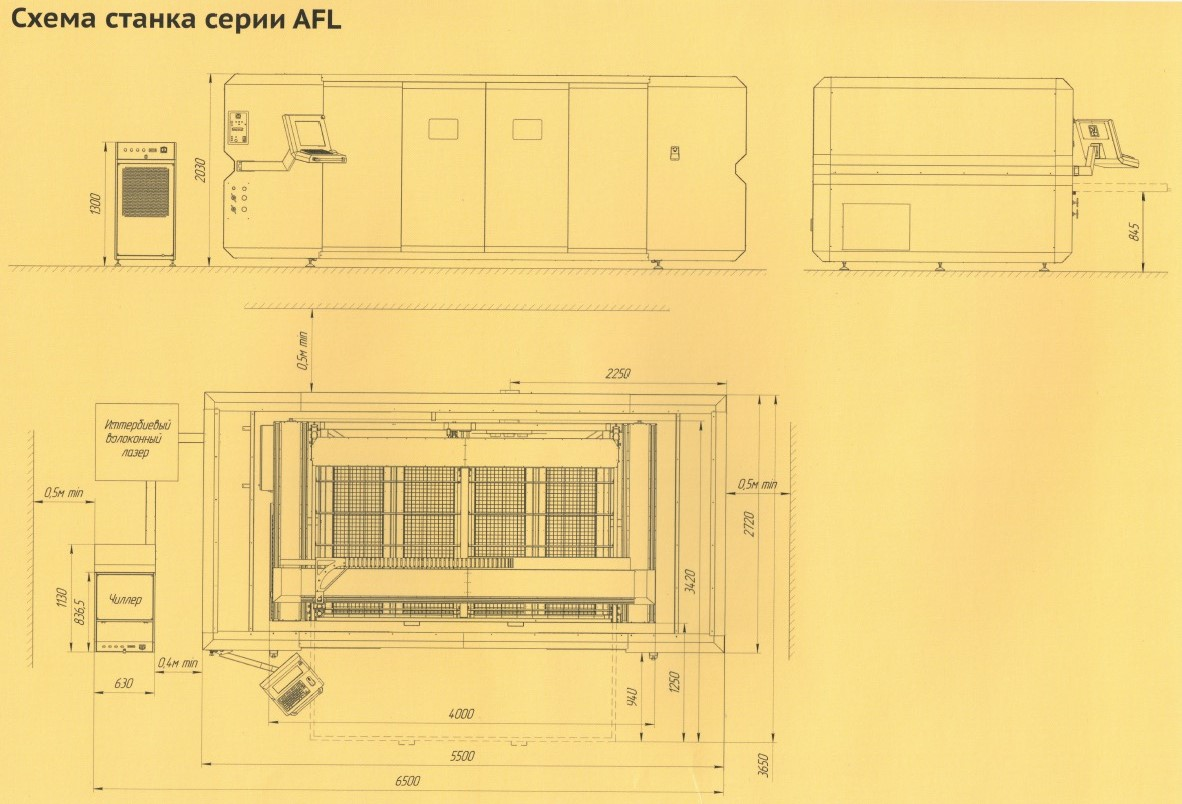 Схема станка серии AFL
1300
2030
845
0,5м min
2250
Иттербиевый
волоконный
лазер
0,5м min
0,5м min
2720
3420
1130
836,5
Чиллер
0,4м min
630
940
1250
4000
5500
3650
6500